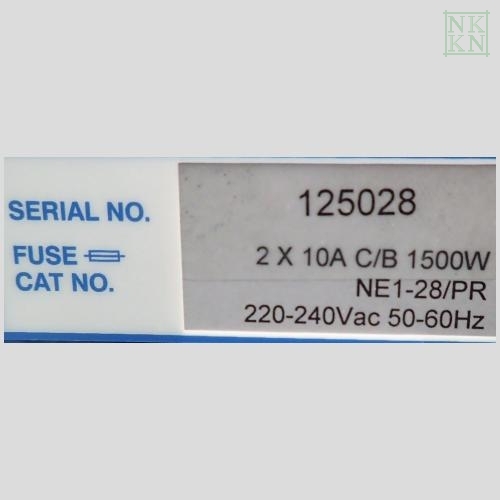 NK
KN
SERIAL NO. 125028
FUSE 2 X 10A C/B 1500W
CAT NO. NE1-28/PR
220-240Vac 50-60Hz